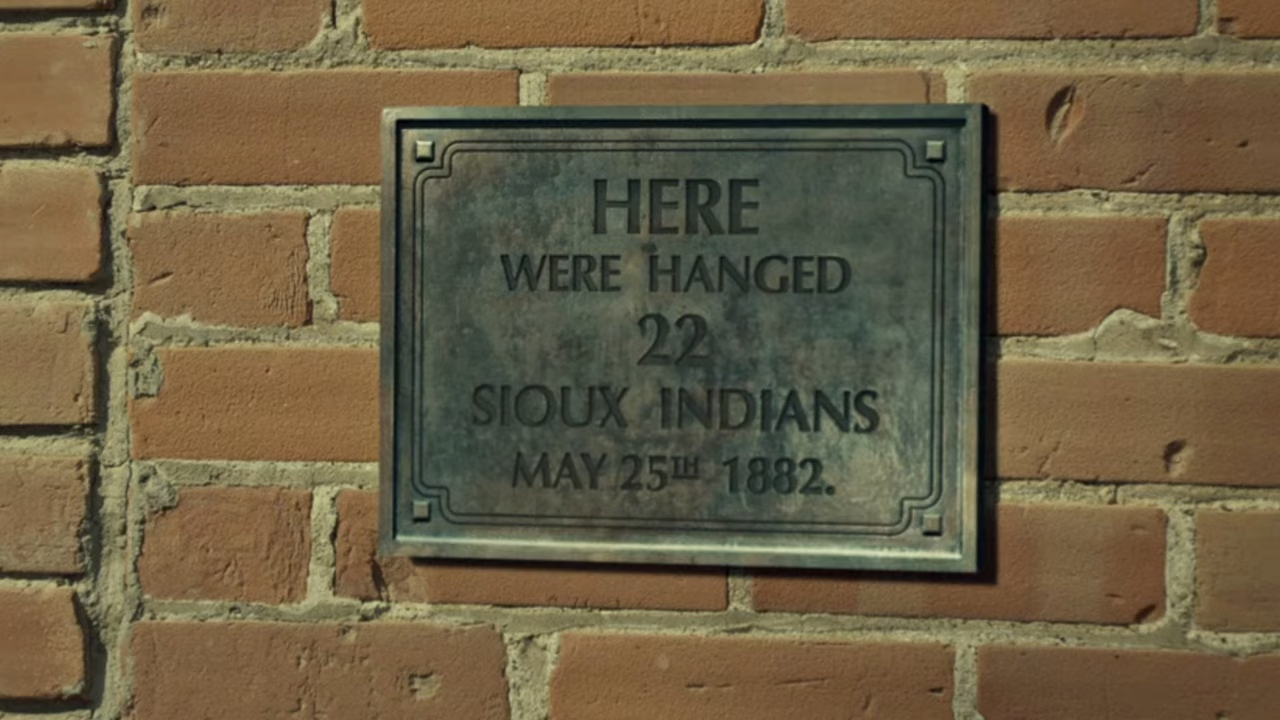 HERE
WERE HANGED
22
SIOUX INDIANS
MAY 25TH 1882.